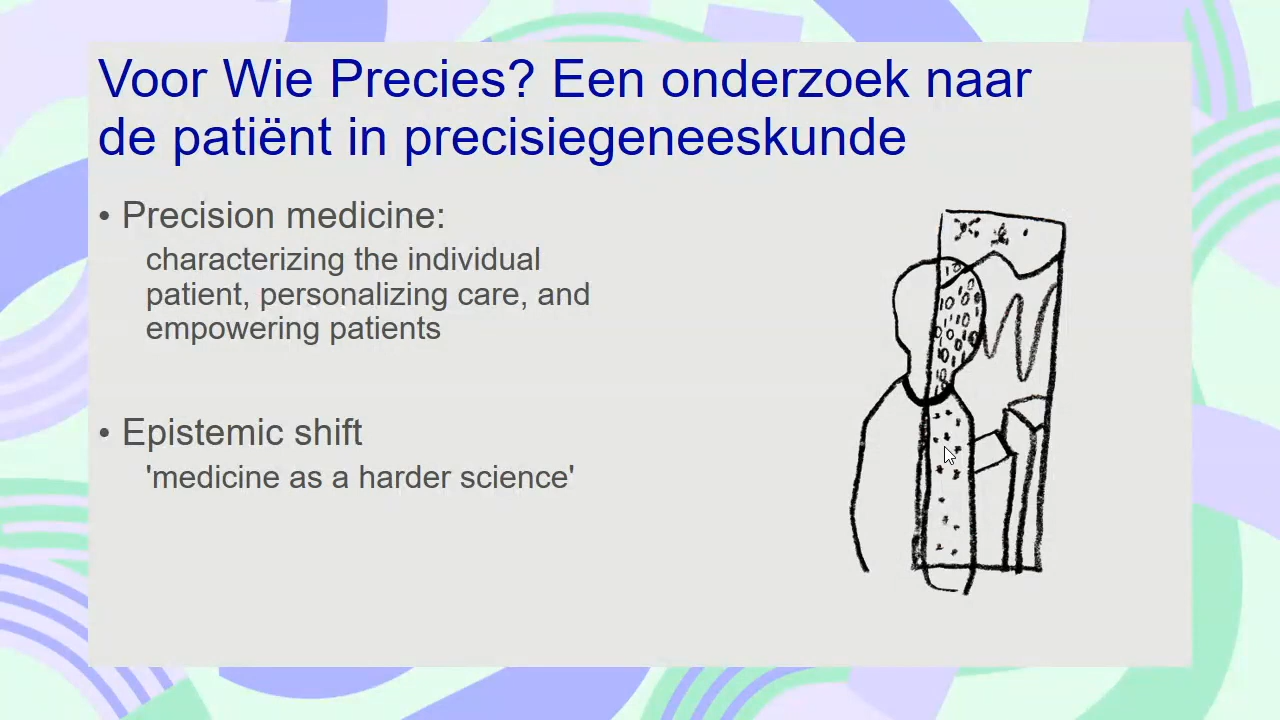 Voor Wie Precies? Een onderzoek naar
de patiënt in precisiegeneeskunde
• Precision medicine:
characterizing the individual
patient, personalizing care, and
empowering patients
• Epistemic shift
'medicine as a harder science'